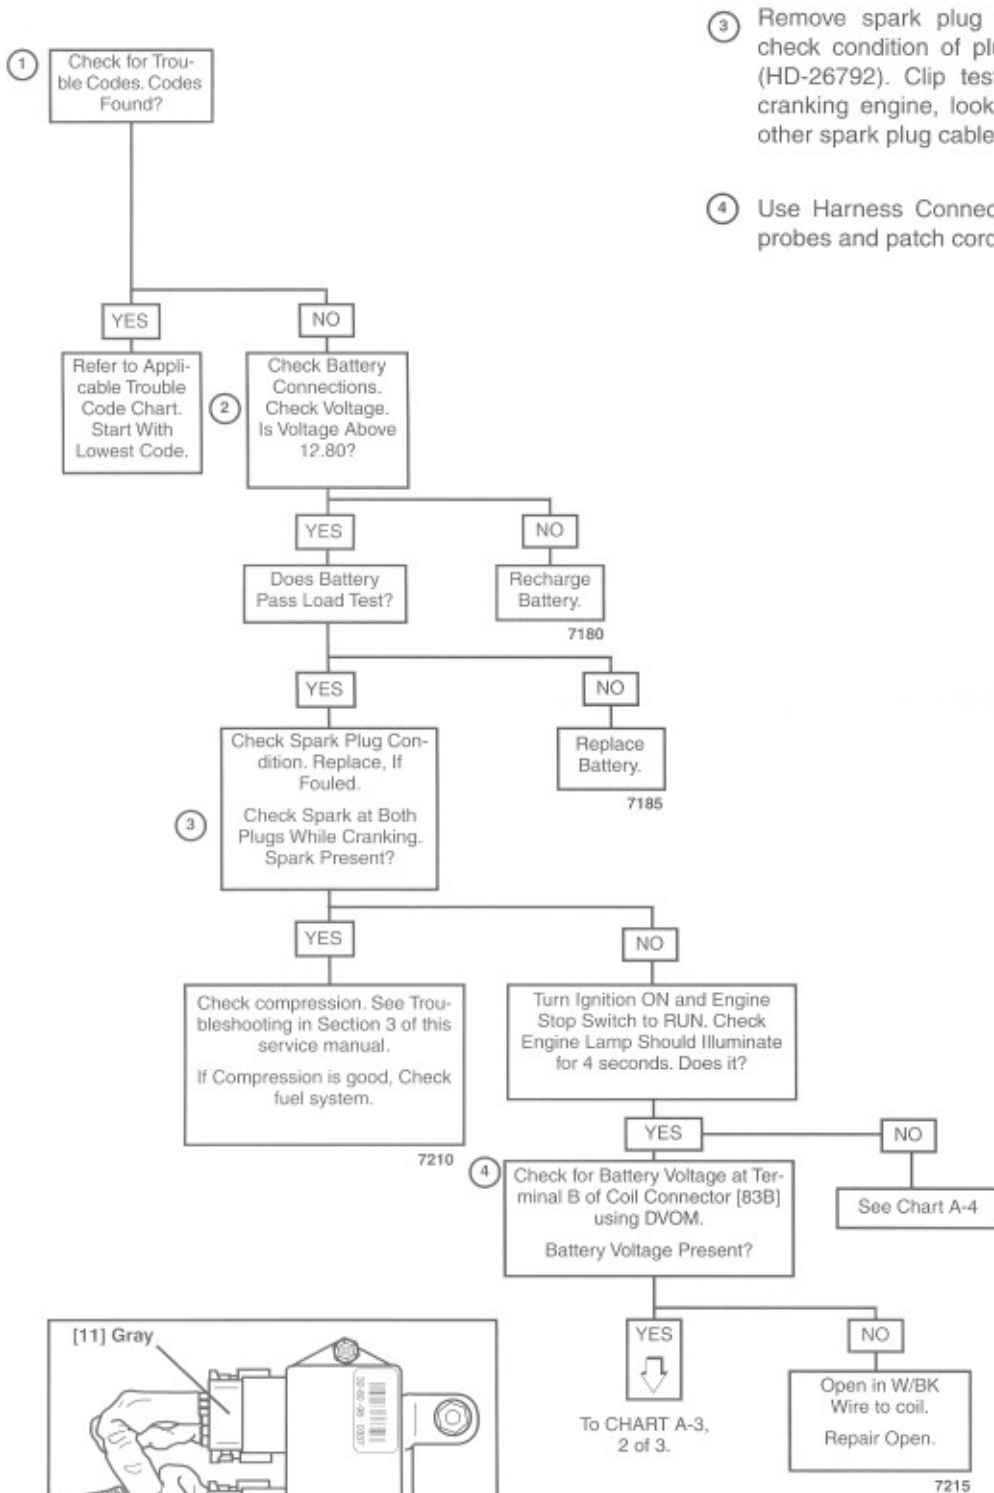 3 Remove spark plug
check condition of
(HD-26792). Clip
cranking engine, look
other spark plug cable
4 Use Harness
probes and patch
1
Check for Trou-
ble Codes. Codes
Found?
YES
NO
Refer to Appli-
cable Trouble
Code Chart.
Start With
Lowest Code.
2
Check Battery
Connections.
Check Voltage.
Is Voltage Above
12.80?
YES
NO
Does Battery
Pass Load Test?
Recharge
Battery.
7180
YES
NO
Check Spark Plug Con-
dition. Replace, If
Fouled.
3
Check Spark at Both
Plugs While Cranking.
Spark Present?
Replace
Battery.
7185
YES
NO
Check compression. See Trou-
bleshooting in Section 3 of this
service manual.
If Compression is good, Check
fuel system.
7210
Turn Ignition ON and Engine
Stop Switch to RUN. Check
Engine Lamp Should Illuminate
for 4 seconds. Does it?
YES
NO
4
Check for Battery Voltage at Ter-
minal B of Coil Connector [83B]
using DVOM.
Battery Voltage Present?
See Chart A-4
YES
NO
To CHART A-3,
2 of 3.
Open in W/BK
Wire to coil.
Repair Open.
7215
[11] Gray